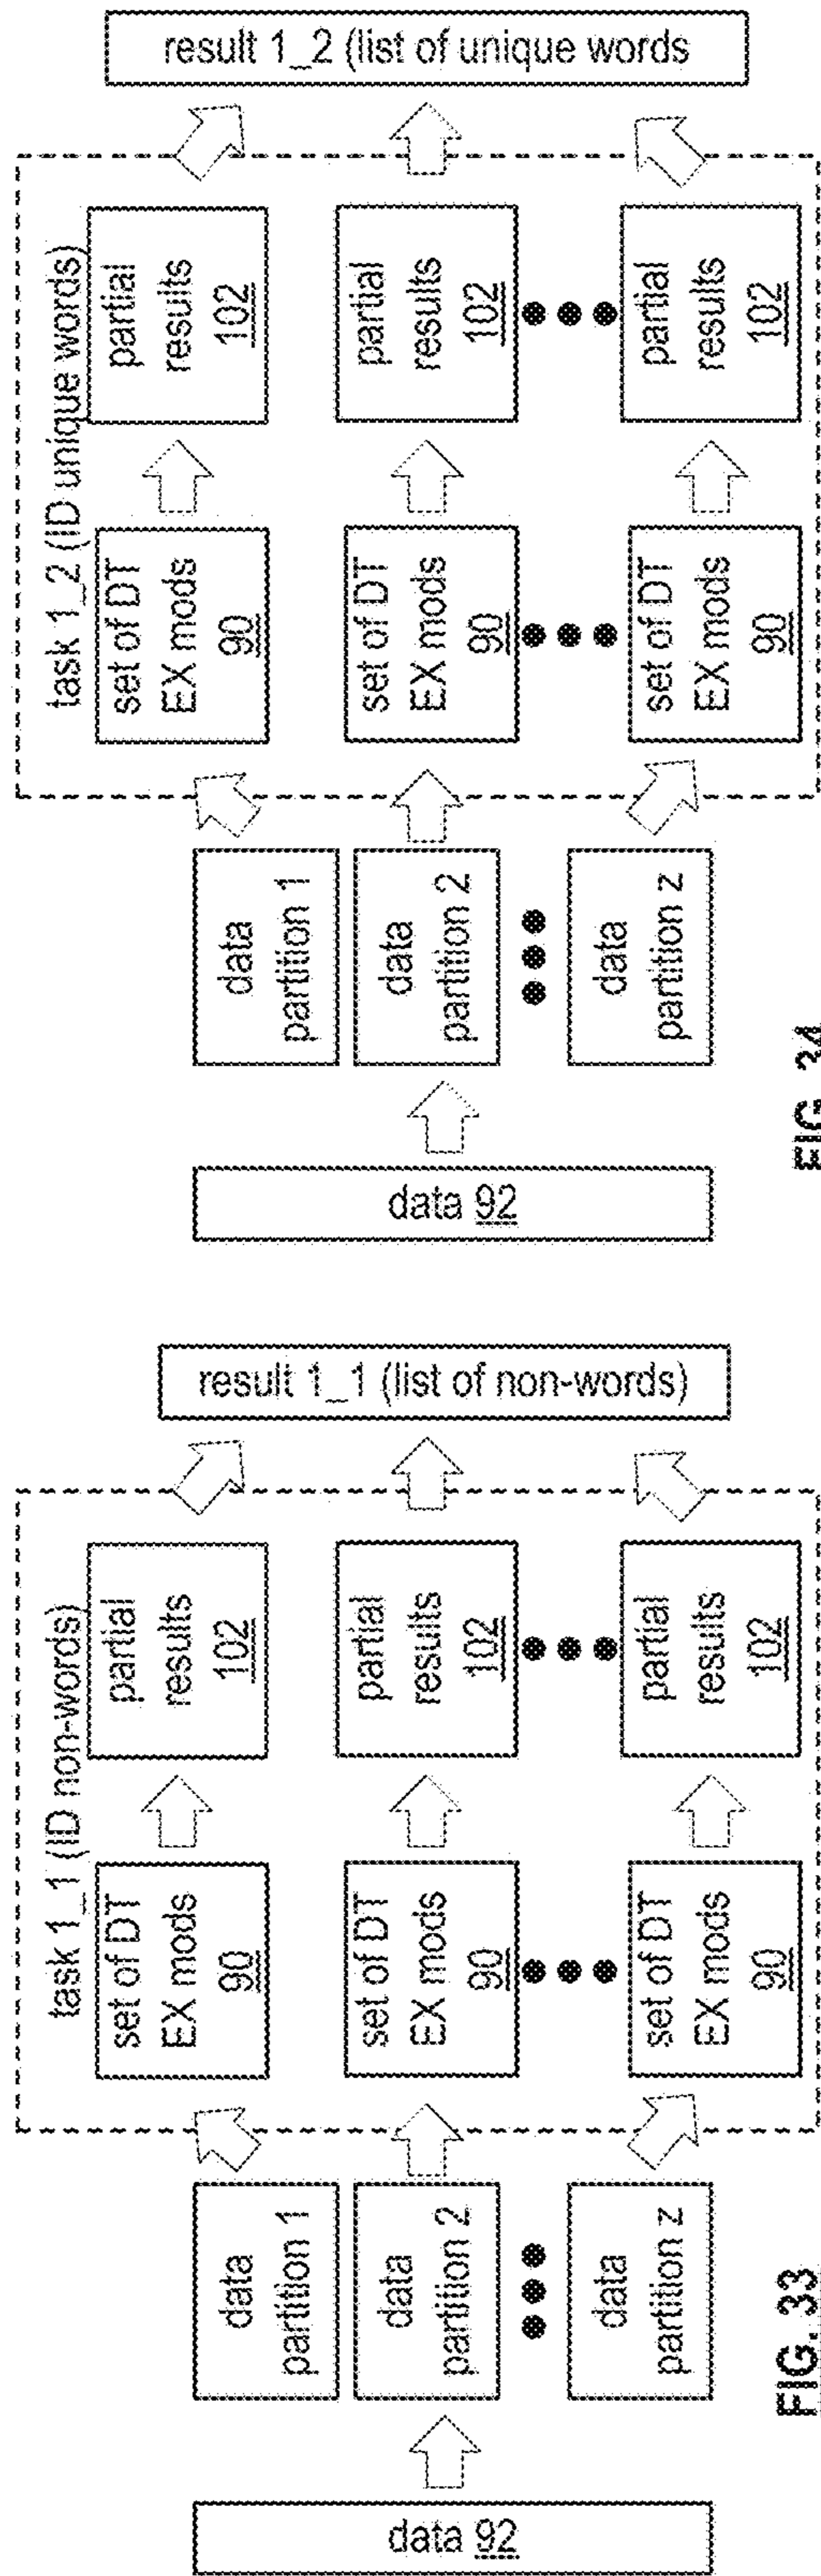 task 1_1 (ID non-words)
data 92
data
partition 1
data
partition 2
data
partition z
set of DT
EX mods
90
set of DT
EX mods
90
set of DT
EX mods
90
partial
results
102
partial
results
102
partial
results
102
result 1_1 (list of non-words)
FIG. 33
task 1_2 (ID unique words)
data 92
data
partition 1
data
partition 2
data
partition z
set of DT
EX mods
90
set of DT
EX mods
90
set of DT
EX mods
90
partial
results
102
partial
results
102
partial
results
102
result 1_2 (list of unique words
FIG. 34